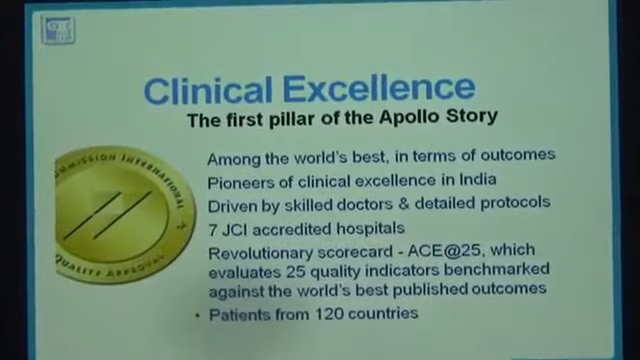 Clinical Excellence
The first pillar of the Apollo Story
Among the world's best, in terms of outcomes
Pioneers of clinical excellence in India
Driven by skilled doctors & detailed protocols
7 JCI accredited hospitals
Revolutionary scorecard - ACE@25, which
evaluates 25 quality indicators benchmarked
against the world's best published outcomes
• Patients from 120 countries
MMISSION INTERNATIONAL
QUALITY APPROVAL